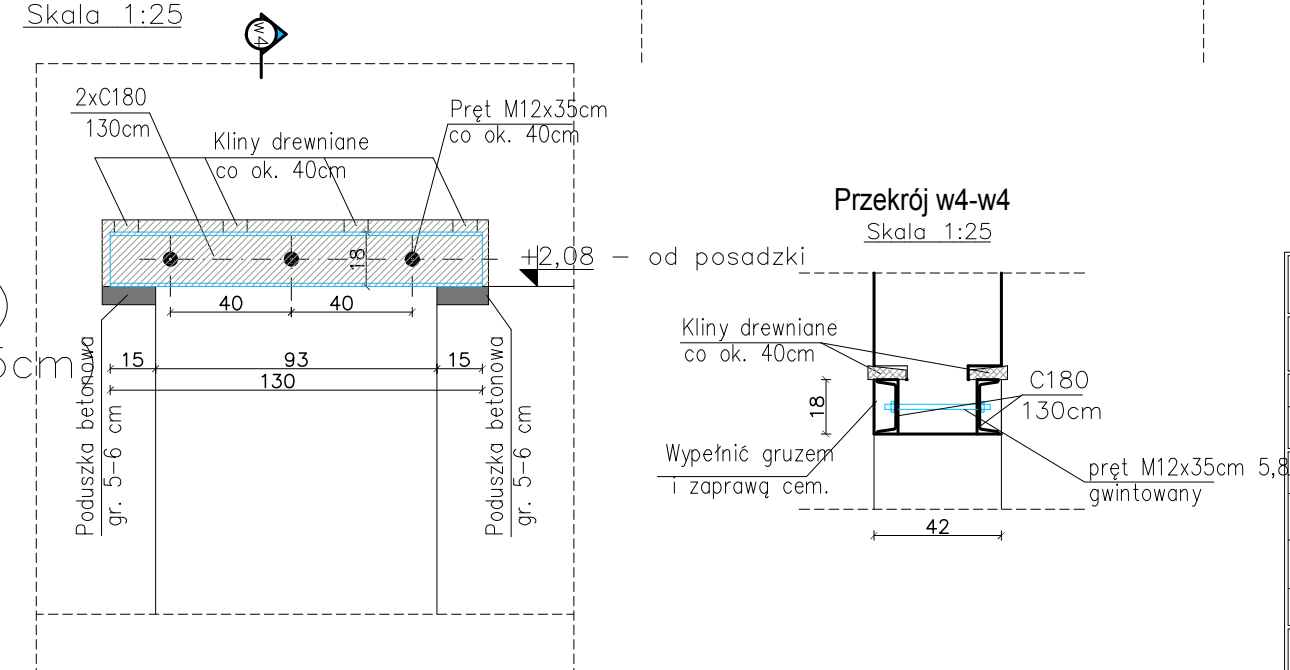 Skala 1:25
w4
2xC180
130cm
Kliny drewniane
co ok. 40cm
Pręt M12x35cm
co ok. 40cm
18
+2,08 – od posadzki
40
40
5cm
15
93
15
130
Poduszka betonowa
gr. 5-6 cm
Poduszka betonowa
gr. 5-6 cm
Przekrój w4-w4
Skala 1:25
Kliny drewniane
co ok. 40cm
C180
130cm
18
Wypełnić gruzem
i zaprawą cem.
pręt M12x35cm 5,8
gwintowany
42